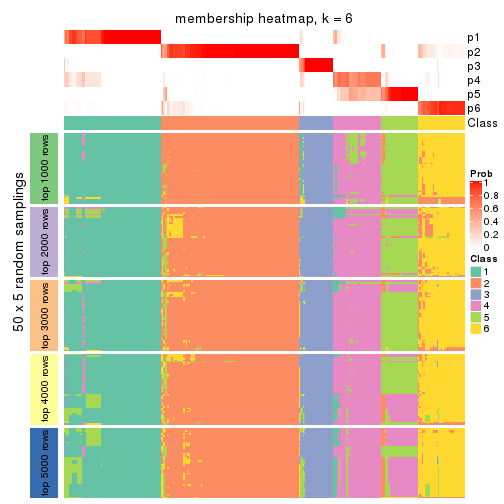 membership heatmap, k = 6
p1
p2
p3
p4
p5
p6
Class
50 x 5 random samplings
top 1000 rows
top 2000 rows
top 3000 rows
top 4000 rows
top 5000 rows
Prob
1
0.8
0.6
0.4
0.2
0
Class
1
2
3
4
5
6